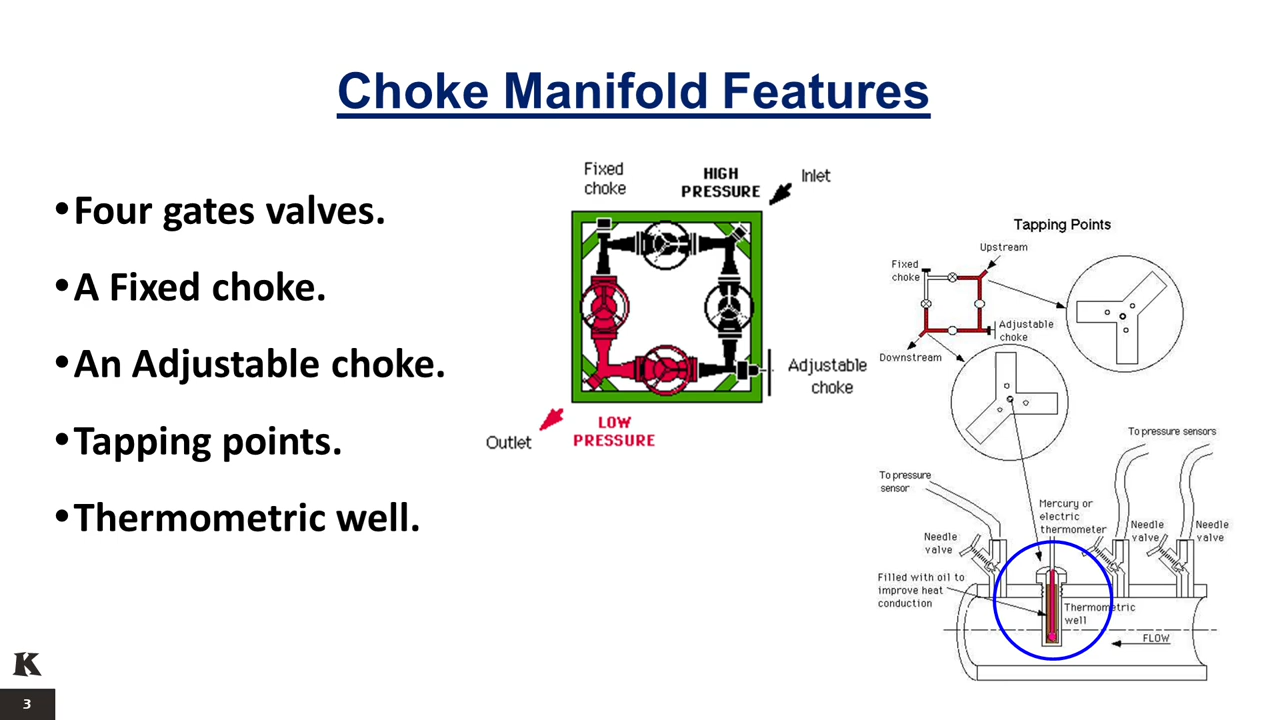 Choke Manifold Features
•Four gates valves.
•A Fixed choke.
•An Adjustable choke.
•Tapping points.
•Thermometric well.
Fixed
choke
HIGH
PRESSURE
Inlet
Adjustable
choke
LOW
PRESSURE
Outlet
Tapping Points
Upstream
Fixed
choke
Adjustable
choke
Downstream
To pressure sensors
To pressure
sensor
Mercury or
electric
thermometer
Needle
valve
Needle
valve
Needle
valve
Filled with oil to
improve heat
conduction
Thermometric
well
FLOW
K
3